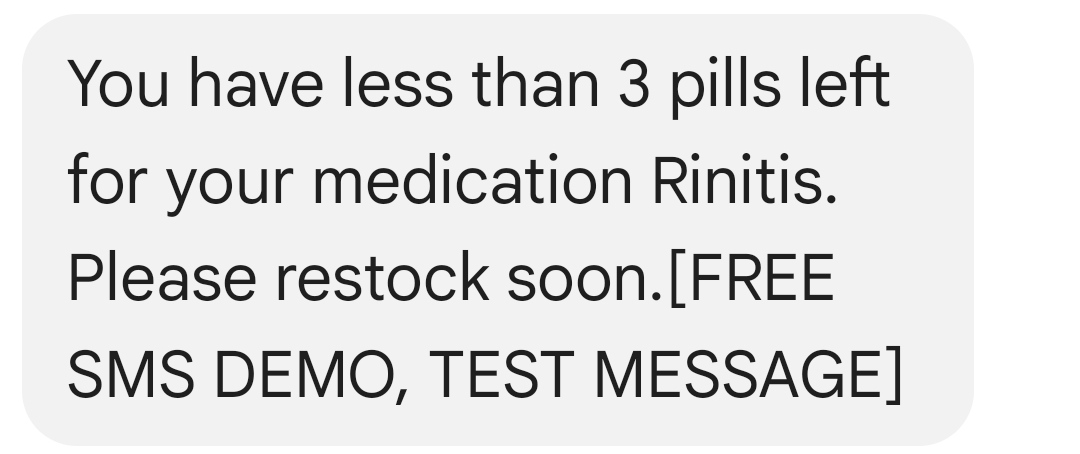 You have less than 3 pills left
for your medication Rinitis.
Please restock soon.[FREE
SMS DEMO, TEST MESSAGE]